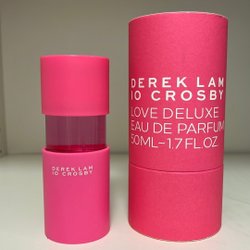 DEREK LAM
10 CROSBY
DEREK LAM
10 CROSBY
LOVE DELUXE
EAU DE PARFUM
50ML~1.7 FL OZ